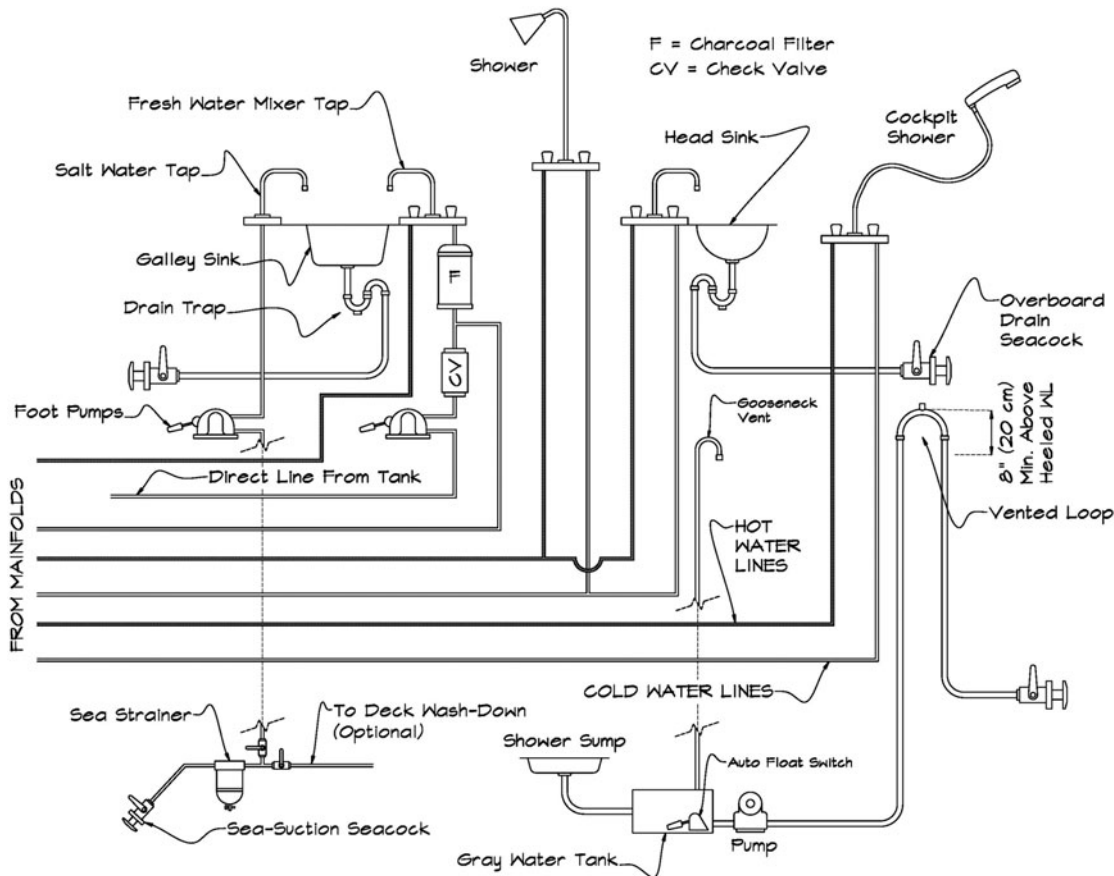 F = Charcoal Filter
CV = Check Valve
Shower
Fresh Water Mixer Tap
Salt Water Tap
Head Sink
Cockpit
Shower
Galley Sink
F
Drain Trap
CV
Overboard
Drain
Seacock
Foot Pumps
Gooseneck
Vent
8" (20 cm)
Min. Above
Heeled WL
Direct Line From Tank
Vented Loop
FROM MAINFOLDS
HOT
WATER
LINES
COLD WATER LINES
Sea Strainer
To Deck Wash-Down
(Optional)
Shower Sump
Auto Float Switch
Sea-Suction Seacock
Gray Water Tank
Pump